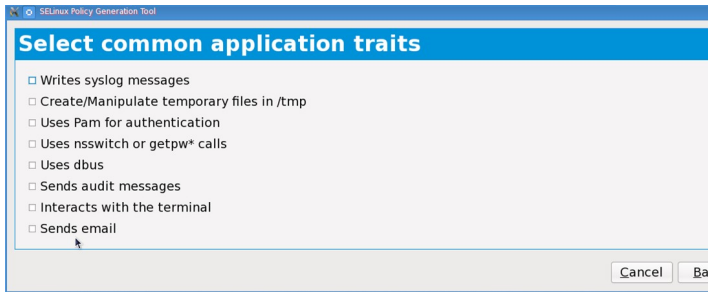 SELinux Policy Generation Tool
Select common application traits
Writes syslog messages
Create/Manipulate temporary files in /tmp
Uses Pam for authentication
Uses nsswitch or getpw* calls
Uses dbus
Sends audit messages
Interacts with the terminal
Sends email
Cancel Ba